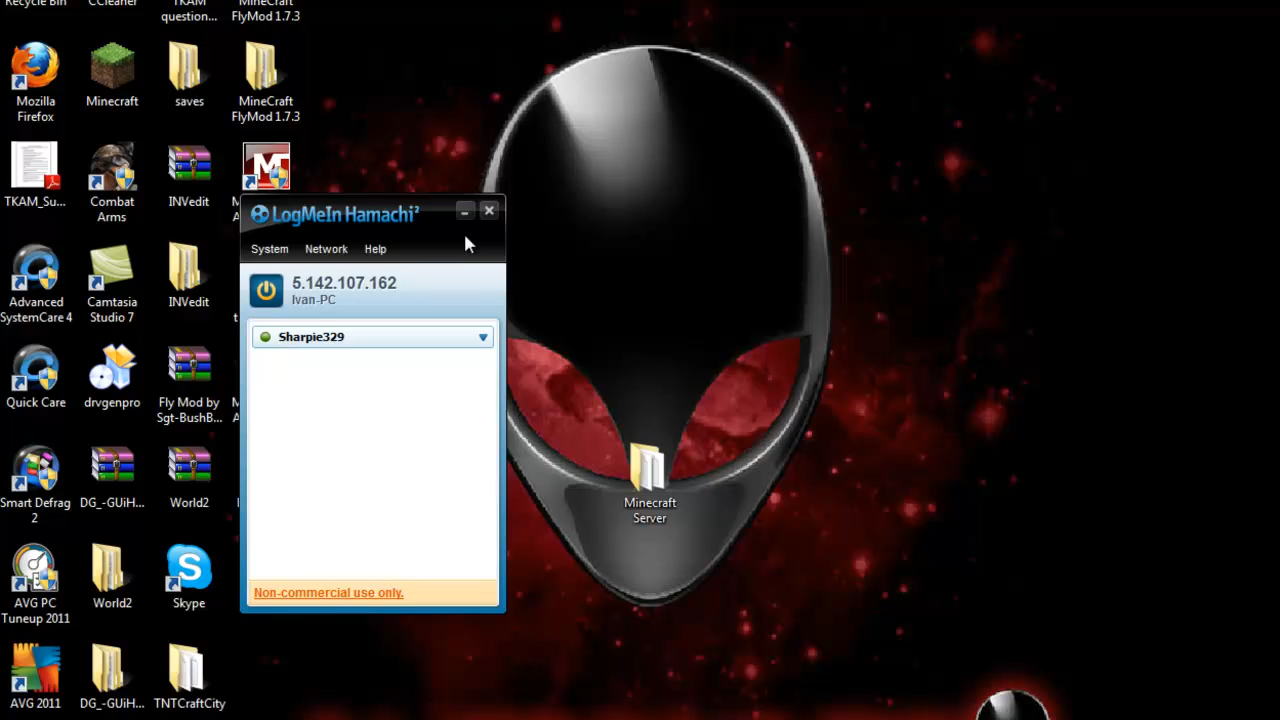 Recycle Bin
CCleaner
TKAM
question...
MineCraft
FlyMod 1.7.3
Mozilla
Firefox
Minecraft
saves
MineCraft
FlyMod 1.7.3
TKAM_Su...
Combat
Arms
INVedit
M
LogMeIn Hamachi²
System
Network
Help
5.142.107.162
Ivan-PC
Sharpie329
Non-commercial use only.
Advanced
SystemCare 4
Camtasia
Studio 7
INVedit
Quick Care
drvgenpro
Fly Mod by
Sgt-BushB...
Smart Defrag
2
DG_-GUiH...
World2
Minecraft
Server
AVG PC
Tuneup 2011
World2
Skype
AVG 2011
DG_-GUiH...
TNTCraftCity